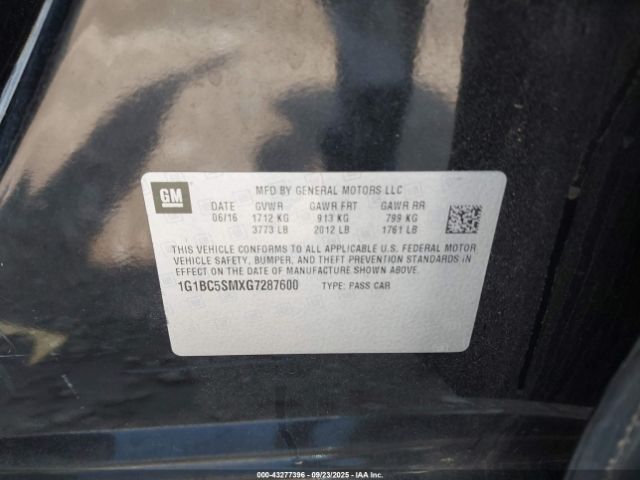 GM
MFD BY GENERAL MOTORS LLC
DATE GVWR GAWR FRT GAWR RR
06/16 1712 KG 913 KG 799 KG
3773 LB 2012 LB 1761 LB
THIS VEHICLE CONFORMS TO ALL APPLICABLE U.S. FEDERAL MOTOR
VEHICLE SAFETY, BUMPER, AND THEFT PREVENTION STANDARDS IN
EFFECT ON THE DATE OF MANUFACTURE SHOWN ABOVE.
1G1BC5SMXG7287600 TYPE: PASS CAR
000-43277396 - 09/23/2025 - IAAI.COM